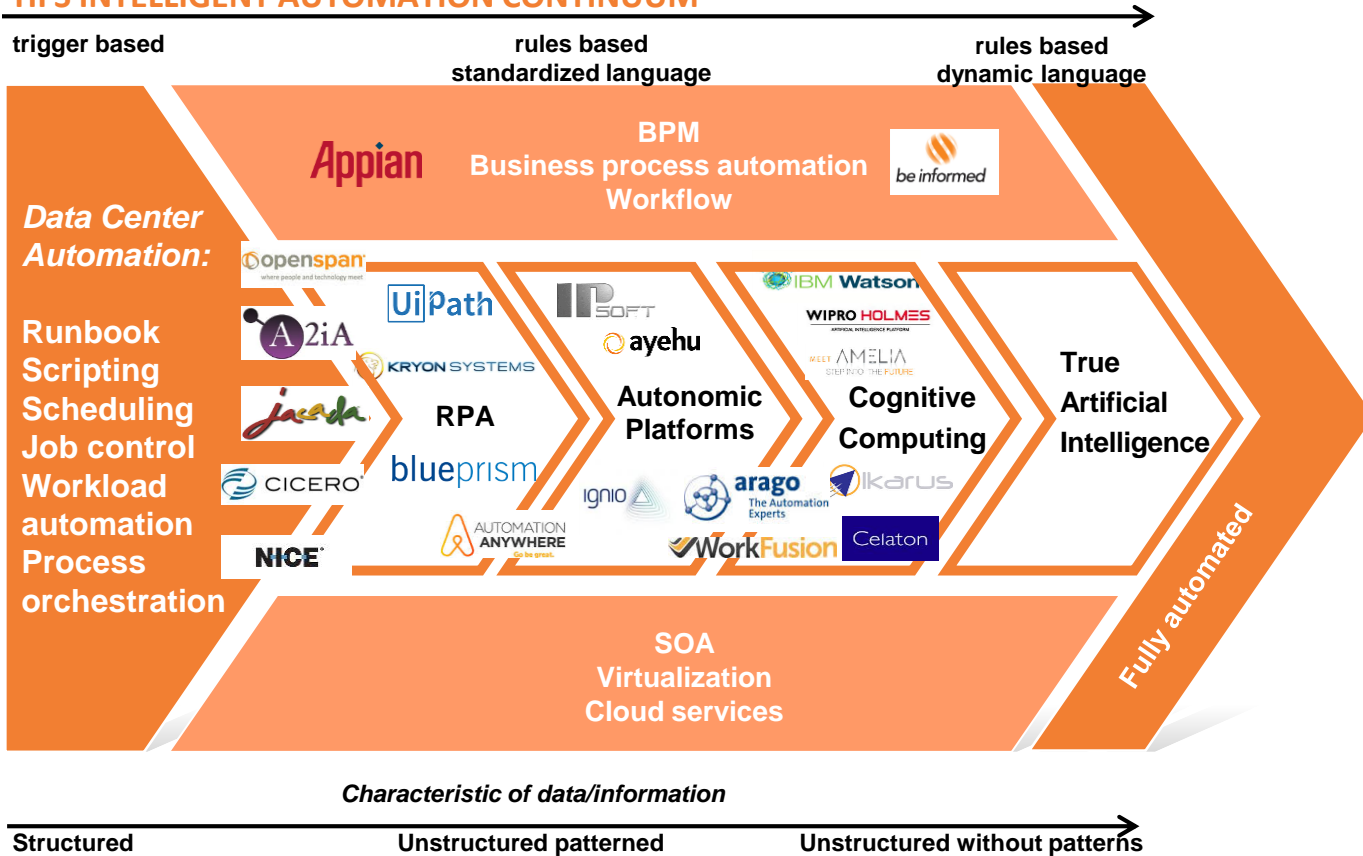 HFS INTELLIGENT AUTOMATION CONTINUUM
trigger based
rules based
standardized language
rules based
dynamic language
BPM
Business process automation
Workflow
Appian
be informed
Data Center
Automation:
Runbook
Scripting
Scheduling
Job control
Workload
automation
Process
orchestration
openspan
where people and technology meet
A2iA
jacada
CICERO
NICE
UiPath
KRYON SYSTEMS
RPA
blueprism
AUTOMATION
ANYWHERE
Go be great.
IPSOFT
ayehu
Autonomic
Platforms
ignio
arago
The Automation
Experts
WorkFusion
IBM Watson
WIPRO HOLMES
ARTIFICIAL INTELLIGENCE PLATFORM
MEET AMELIA
STEP INTO THE FUTURE
Cognitive
Computing
Ikarus
Celaton
True
Artificial
Intelligence
Fully automated
SOA
Virtualization
Cloud services
Characteristic of data/information
Structured
Unstructured patterned
Unstructured without patterns